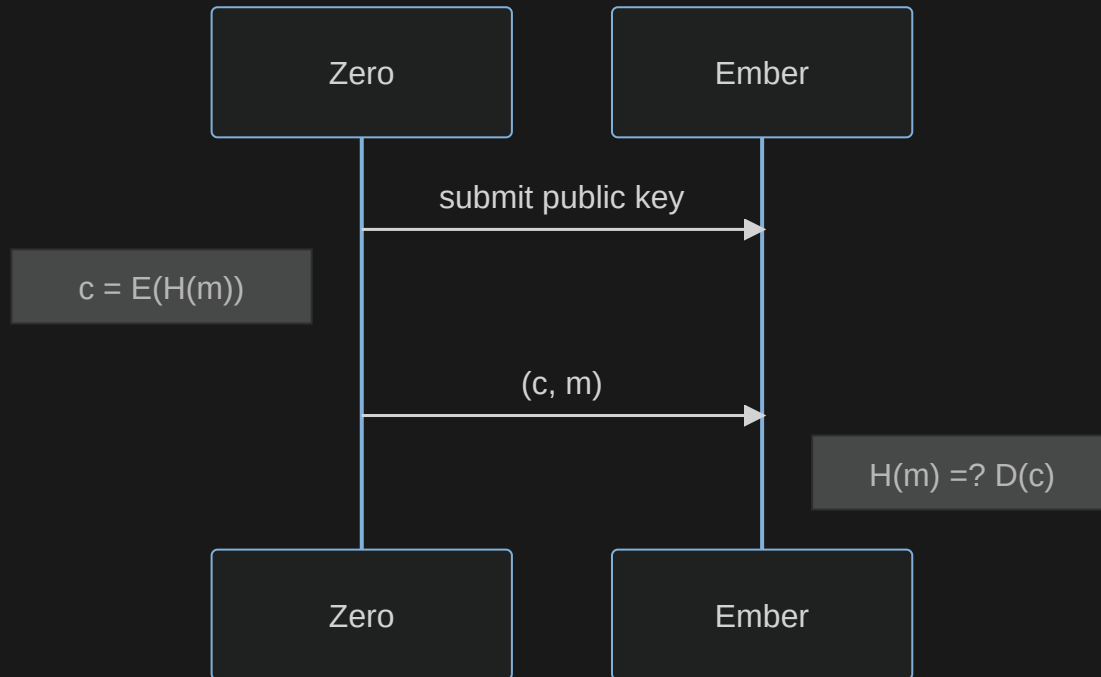 Zero
Ember
submit public key
c = E(H(m))
(c, m)
H(m) =? D(c)
Zero
Ember